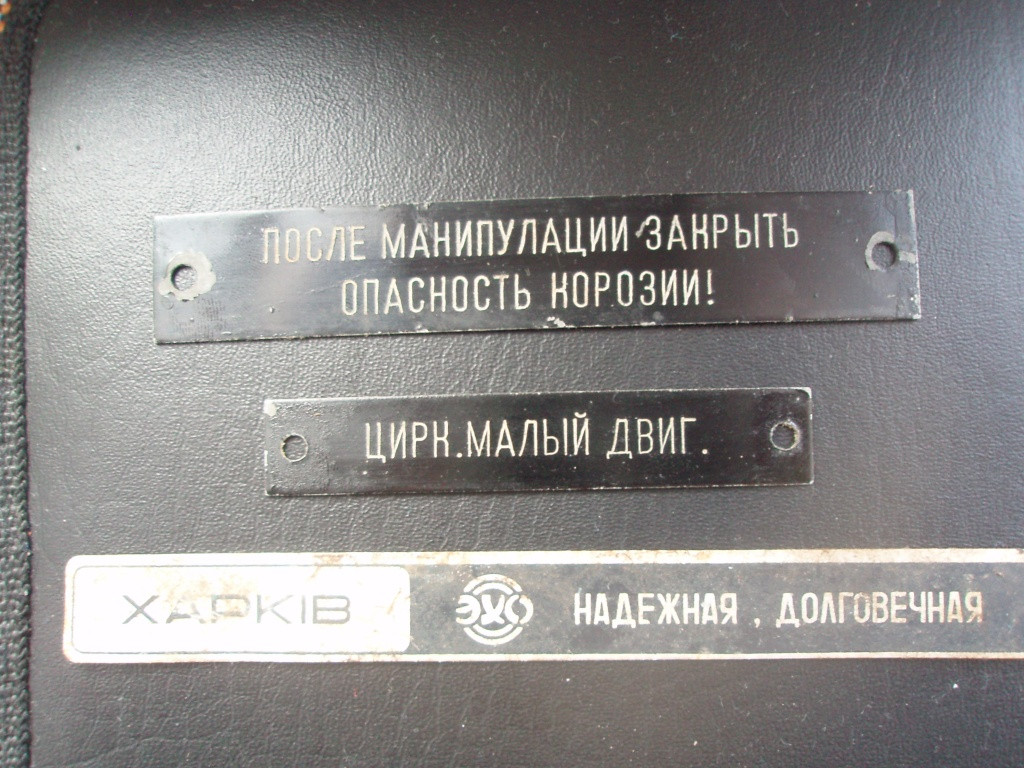 ПОСЛЕ МАНИПУЛАЦИИ ЗАКРЫТЬ
ОПАСНОСТЬ КОРОЗИИ!
ЦИРК.МАЛЫЙ ДВИГ.
ХАРКІВ НАДЕЖНАЯ , ДОЛГОВЕЧНАЯ